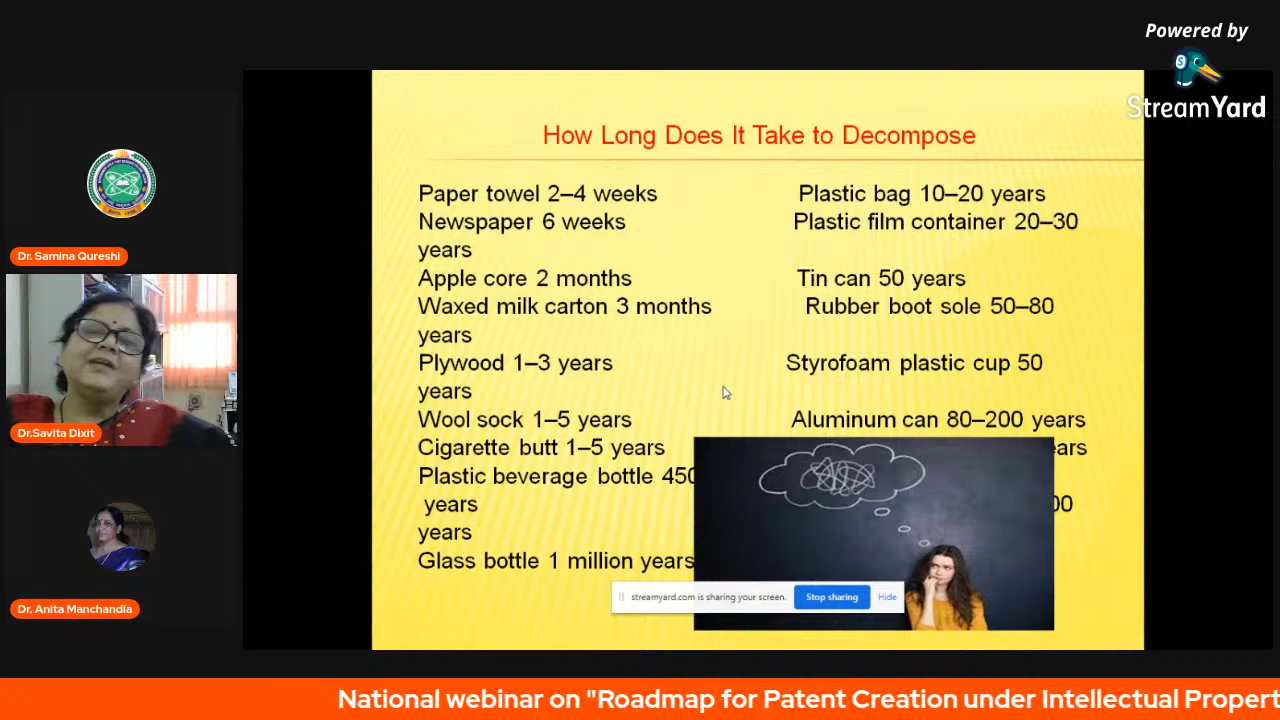 Powered by
StreamYard
How Long Does It Take to Decompose
Paper towel 2–4 weeks Plastic bag 10–20 years
Newspaper 6 weeks Plastic film container 20–30
years
Apple core 2 months Tin can 50 years
Waxed milk carton 3 months Rubber boot sole 50–80
years
Plywood 1–3 years Styrofoam plastic cup 50
years
Wool sock 1–5 years Aluminum can 80–200 years
Cigarette butt 1–5 years
Plastic beverage bottle 450
years
years
Glass bottle 1 million years
streamyard.com is sharing your screen. Stop sharing Hide
Dr. Samina Qureshi
Dr.Savita Dixit
Dr. Anita Manchandia
National webinar on "Roadmap for Patent Creation under Intellectual Propert